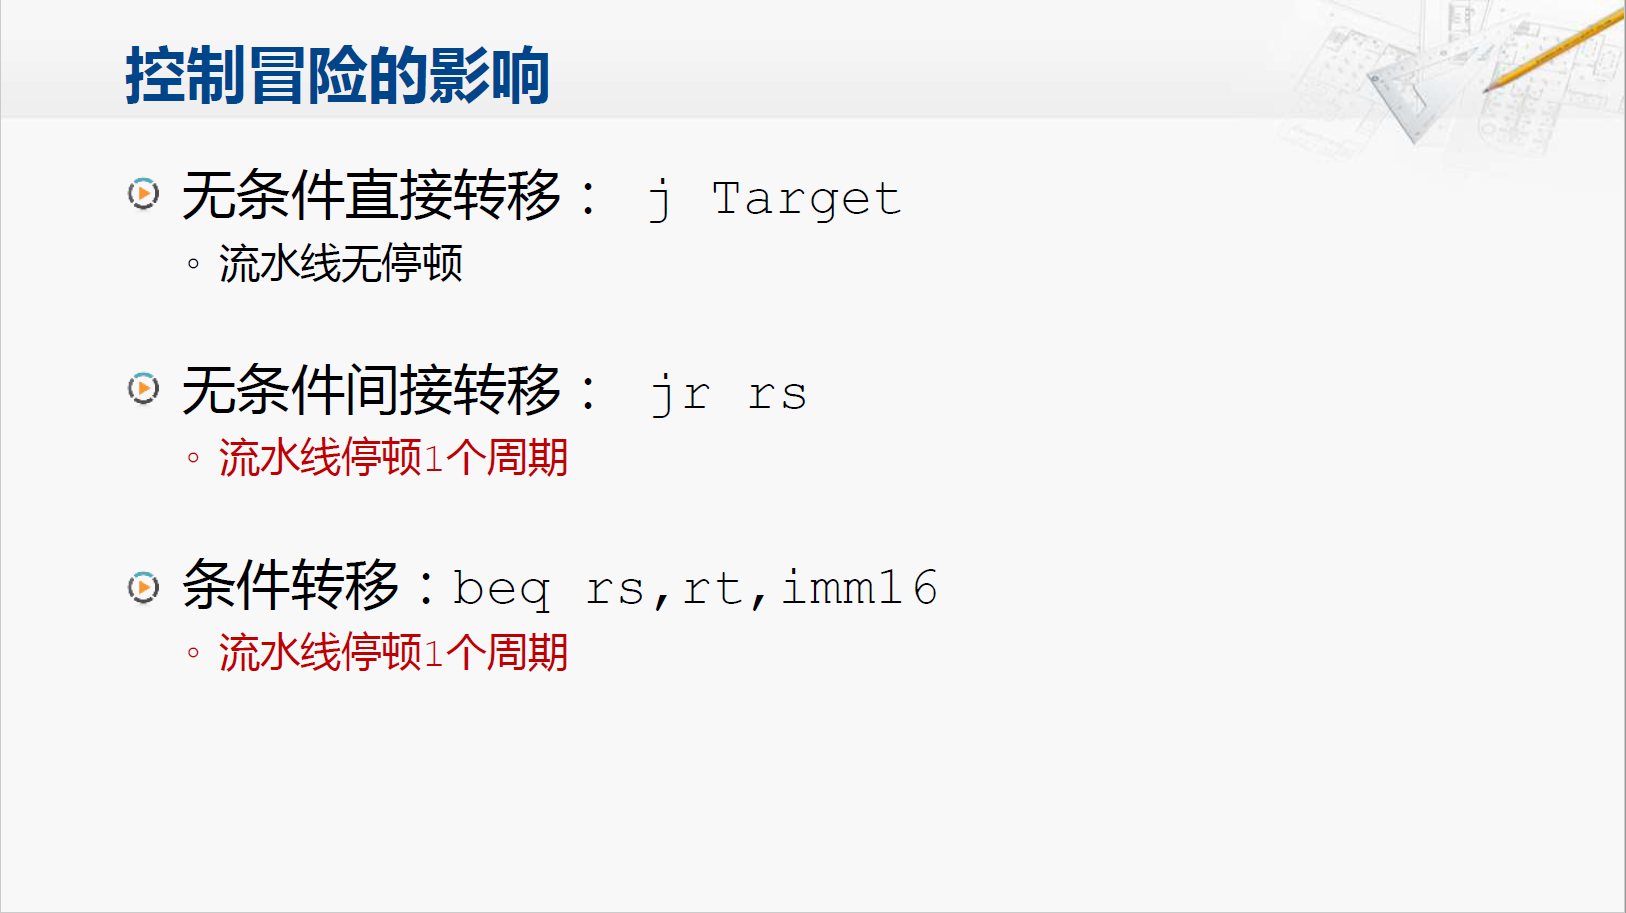 控制冒险的影响
无条件直接转移： j Target
◦ 流水线无停顿
无条件间接转移： jr rs
◦ 流水线停顿1个周期
条件转移：beq rs,rt,imm16
◦ 流水线停顿1个周期